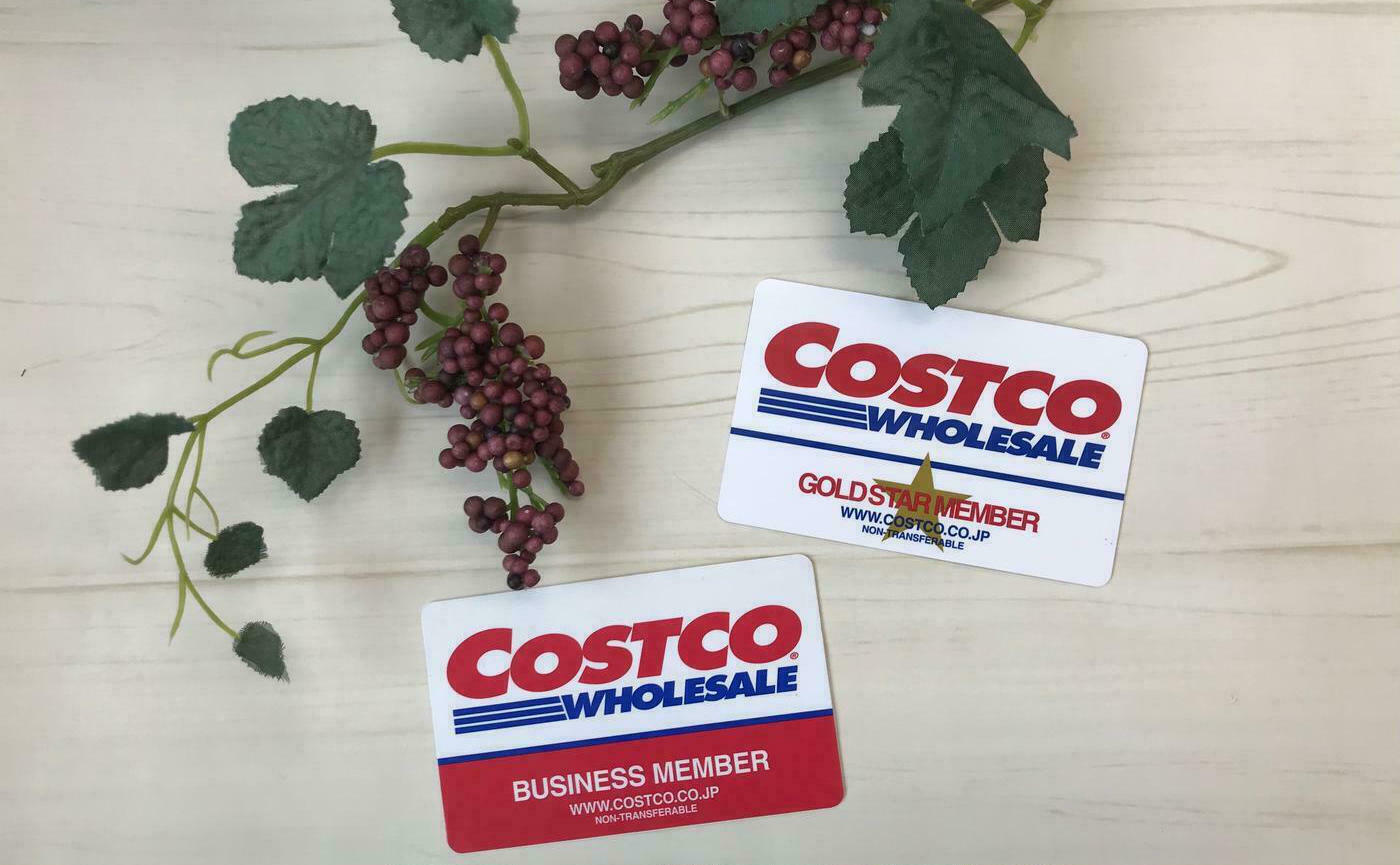 COSTCO®
WHOLESALE
GOLD STAR MEMBER
WWW.COSTCO.CO.JP
NON-TRANSFERABLE
COSTCO®
WHOLESALE
BUSINESS MEMBER
WWW.COSTCO.CO.JP
NON-TRANSFERABLE